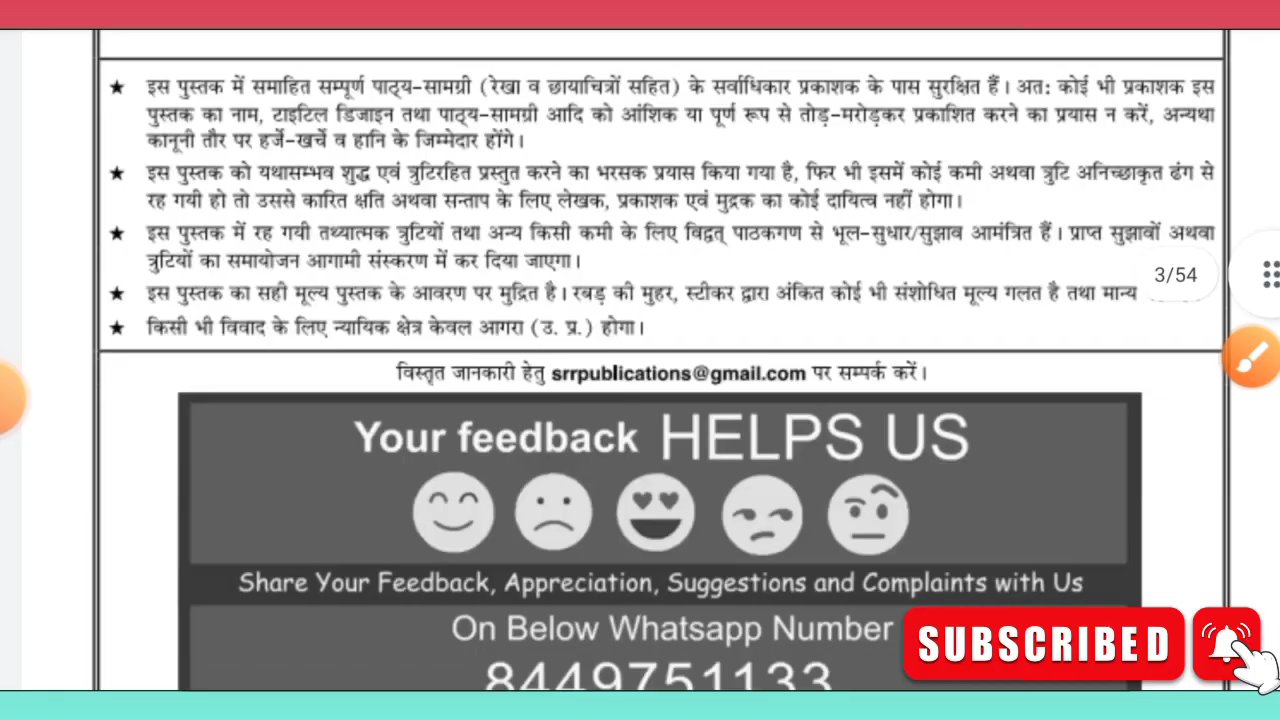 ★ इस पुस्तक में समाहित सम्पूर्ण पाठ्य-सामग्री (रेखा व छायाचित्रों सहित) के सर्वाधिकार प्रकाशक के पास सुरक्षित हैं। अत: कोई भी प्रकाशक इस
पुस्तक का नाम, टाइटिल डिजाइन तथा पाठ्य-सामग्री आदि को आंशिक या पूर्ण रूप से तोड़-मरोड़कर प्रकाशित करने का प्रयास न करें, अन्यथा
कानूनी तौर पर हर्जे-खर्चे व हानि के जिम्मेदार होंगे।
★ इस पुस्तक को यथासम्भव शुद्ध एवं त्रुटिरहित प्रस्तुत करने का भरसक प्रयास किया गया है, फिर भी इसमें कोई कमी अथवा त्रुटि अनिच्छाकृत ढंग से
रह गयी हो तो उससे कारित क्षति अथवा सन्ताप के लिए लेखक, प्रकाशक एवं मुद्रक का कोई दायित्व नहीं होगा।
★ इस पुस्तक में रह गयी तथ्यात्मक त्रुटियों तथा अन्य किसी कमी के लिए विद्वत् पाठकगण से भूल-सुधार/सुझाव आमंत्रित हैं। प्राप्त सुझावों अथवा
त्रुटियों का समायोजन आगामी संस्करण में कर दिया जाएगा।
3/54
★ इस पुस्तक का सही मूल्य पुस्तक के आवरण पर मुद्रित है। रबड़ की मुहर, स्टीकर द्वारा अंकित कोई भी संशोधित मूल्य गलत है तथा मान्य
★ किसी भी विवाद के लिए न्यायिक क्षेत्र केवल आगरा (उ. प्र.) होगा।
विस्तृत जानकारी हेतु srrpublications@gmail.com पर सम्पर्क करें।
Your feedback HELPS US
Share Your Feedback, Appreciation, Suggestions and Complaints with Us
On Below Whatsapp Number
8449751133
SUBSCRIBED